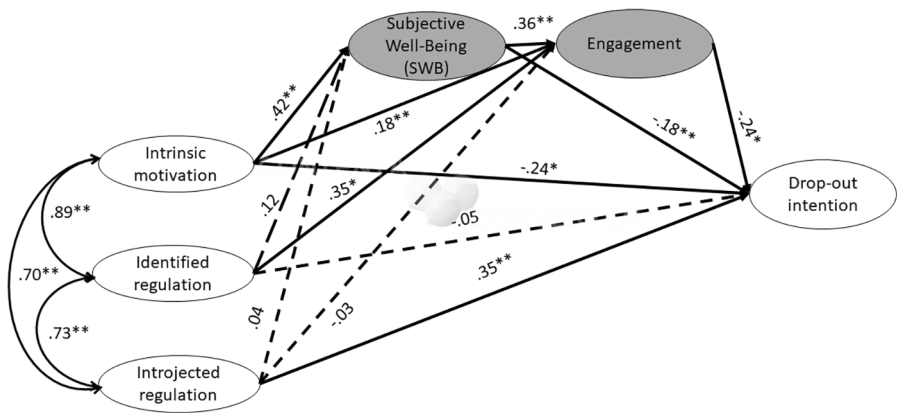 Subjective
Well-Being
(SWB)
.36**
Engagement
.42**
.18**
-.18**
-.24*
Intrinsic
motivation
-.24*
Drop-out
intention
.89**
.12
.35*
-.05
Identified
regulation
.70**
.35**
.04
-.03
.73**
Introjected
regulation